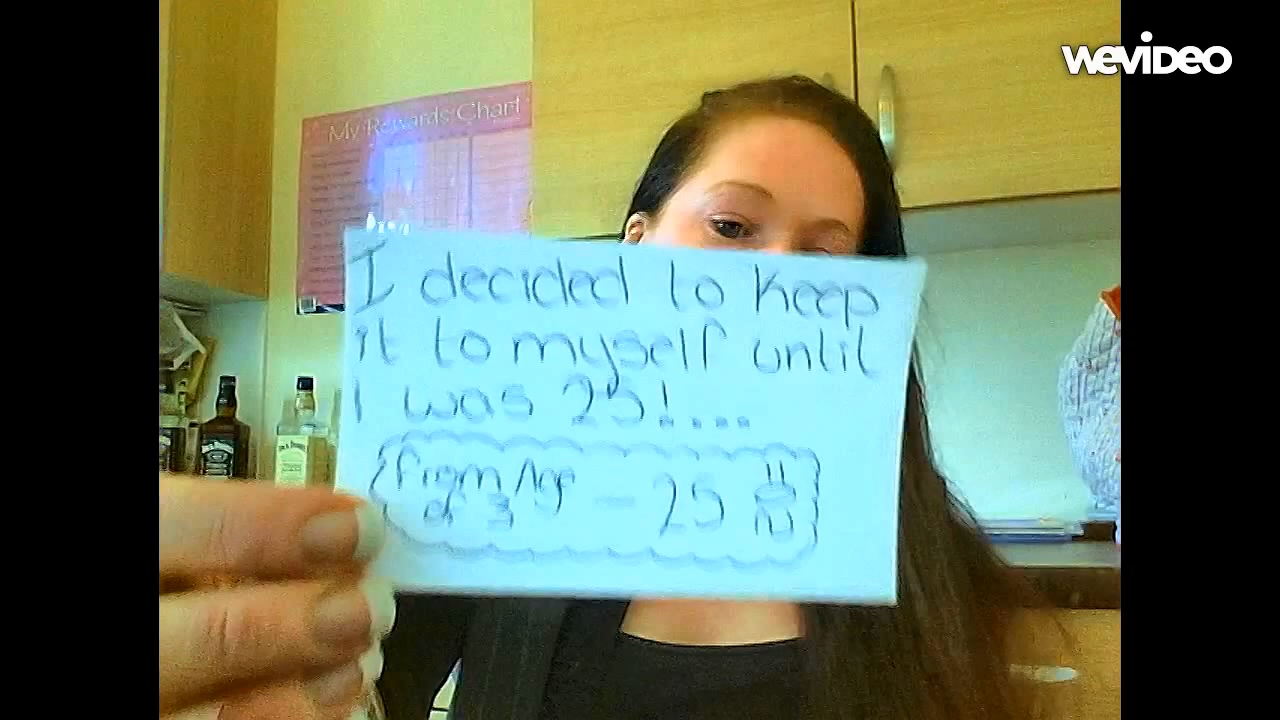 WEVIDEO
My Rewards Chart
I decided to keep
it to myself until
I was 25!...
from Age
of 3 – 25